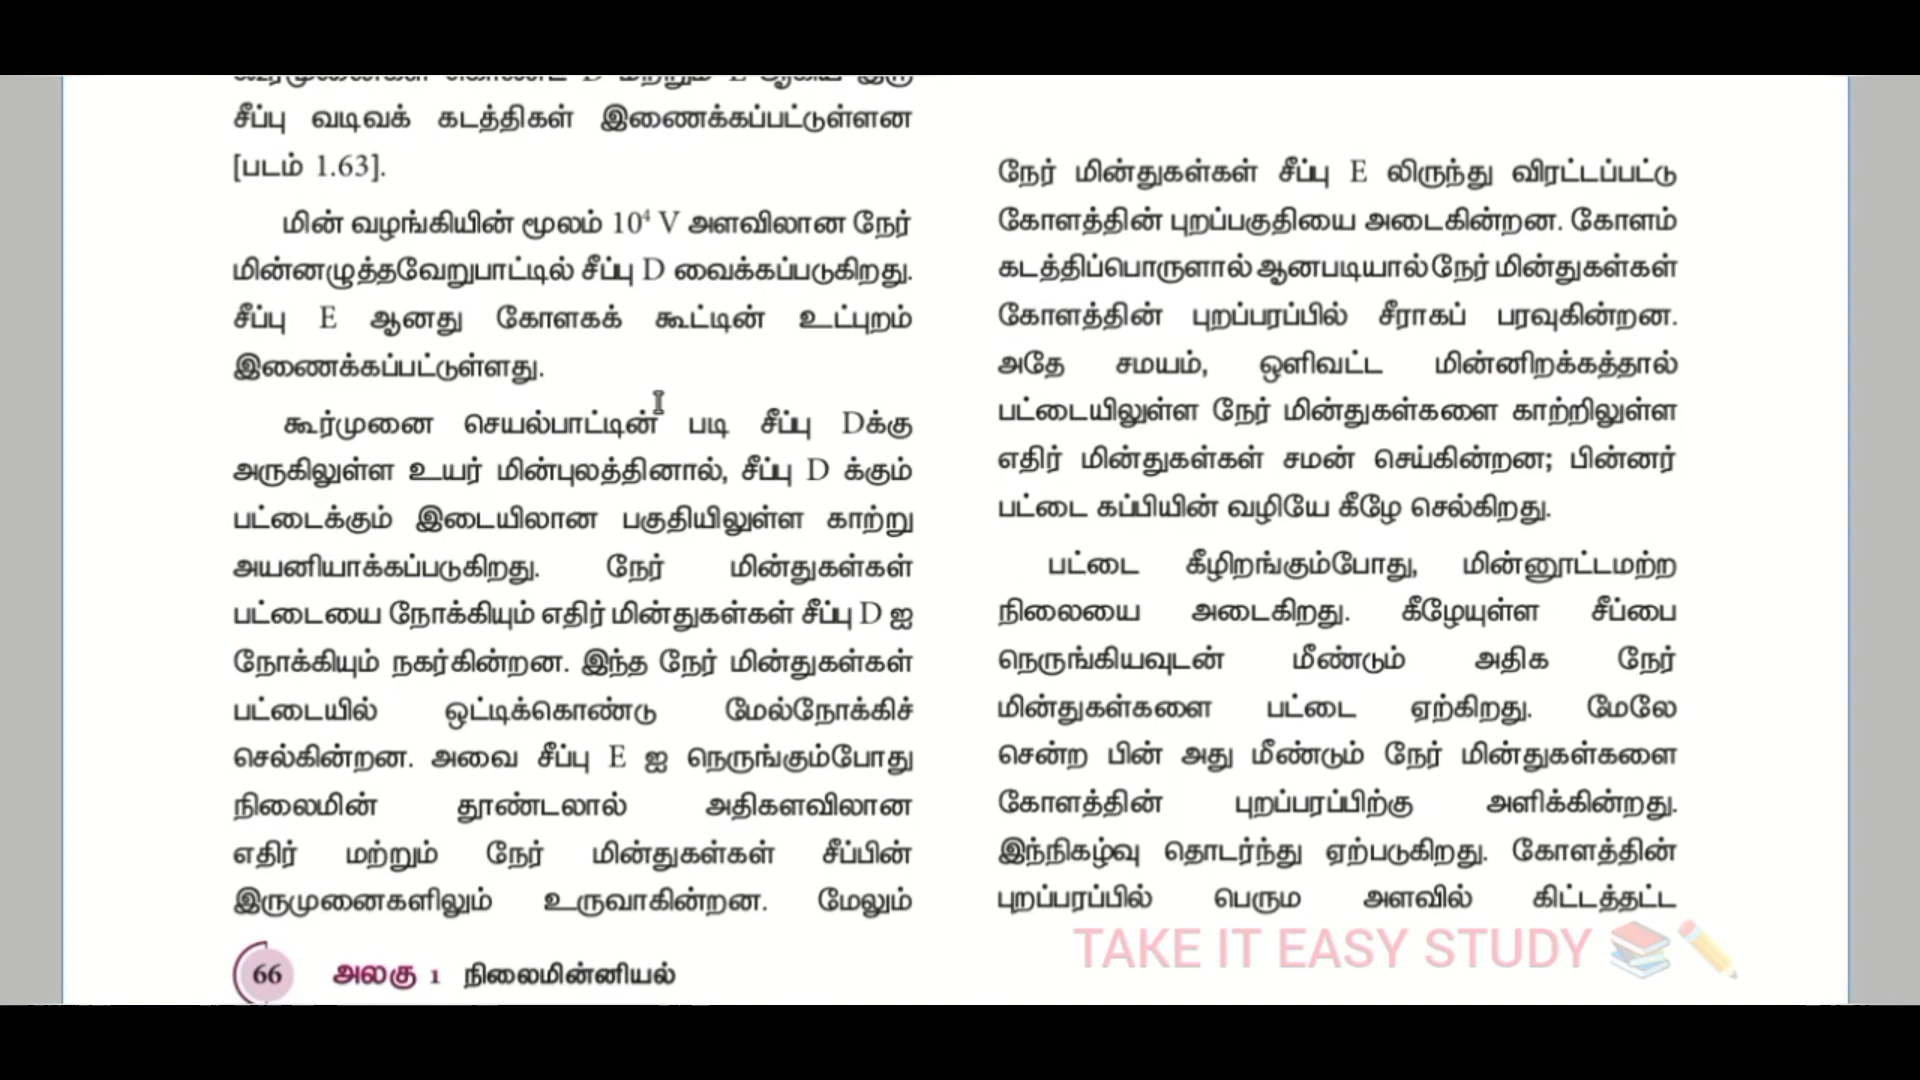 சீப்பு வடிவக் கடத்திகள் இணைக்கப்பட்டுள்ளன
[படம் 1.63].
மின் வழங்கியின் மூலம் 10⁴ V அளவிலான நேர்
மின்னழுத்தவேறுபாட்டில் சீப்பு D வைக்கப்படுகிறது.
சீப்பு E ஆனது கோளகக் கூட்டின் உட்புறம்
இணைக்கப்பட்டுள்ளது.
கூர்முனை செயல்பாட்டின் படி சீப்பு Dக்கு
அருகிலுள்ள உயர் மின்புலத்தினால், சீப்பு D க்கும்
பட்டைக்கும் இடையிலான பகுதியிலுள்ள காற்று
அயனியாக்கப்படுகிறது. நேர் மின்துகள்கள்
பட்டையை நோக்கியும் எதிர் மின்துகள்கள் சீப்பு D ஐ
நோக்கியும் நகர்கின்றன. இந்த நேர் மின்துகள்கள்
பட்டையில் ஒட்டிக்கொண்டு மேல்நோக்கிச்
செல்கின்றன. அவை சீப்பு E ஐ நெருங்கும்போது
நிலைமின் தூண்டலால் அதிகளவிலான
எதிர் மற்றும் நேர் மின்துகள்கள் சீப்பின்
இருமுனைகளிலும் உருவாகின்றன. மேலும்
நேர் மின்துகள்கள் சீப்பு E லிருந்து விரட்டப்பட்டு
கோளத்தின் புறப்பகுதியை அடைகின்றன. கோளம்
கடத்திப்பொருளால் ஆனபடியால் நேர் மின்துகள்கள்
கோளத்தின் புறப்பரப்பில் சீராகப் பரவுகின்றன.
அதே சமயம், ஒளிவட்ட மின்னிறக்கத்தால்
பட்டையிலுள்ள நேர் மின்துகள்களை காற்றிலுள்ள
எதிர் மின்துகள்கள் சமன் செய்கின்றன; பின்னர்
பட்டை கப்பியின் வழியே கீழே செல்கிறது.
பட்டை கீழிறங்கும்போது, மின்னூட்டமற்ற
நிலையை அடைகிறது. கீழேயுள்ள சீப்பை
நெருங்கியவுடன் மீண்டும் அதிக நேர்
மின்துகள்களை பட்டை ஏற்கிறது. மேலே
சென்ற பின் அது மீண்டும் நேர் மின்துகள்களை
கோளத்தின் புறப்பரப்பிற்கு அளிக்கின்றது.
இந்நிகழ்வு தொடர்ந்து ஏற்படுகிறது. கோளத்தின்
புறப்பரப்பில் பெரும அளவில் கிட்டத்தட்ட
TAKE IT EASY STUDY
66 அலகு 1 நிலைமின்னியல்